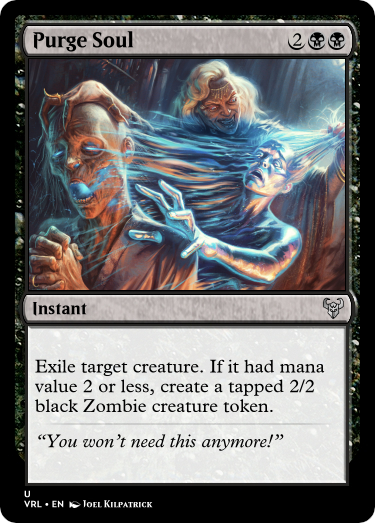 Purge Soul 2
Instant
Exile target creature. If it had mana
value 2 or less, create a tapped 2/2
black Zombie creature token.
“You won’t need this anymore!”
U
VRL • EN Joel Kilpatrick